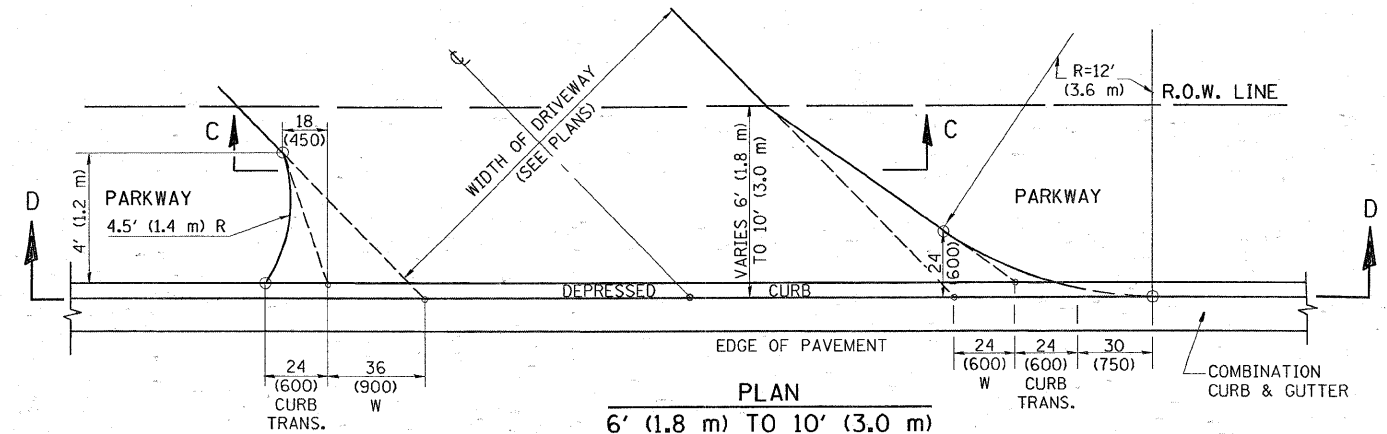 ℄
R=12'
(3.6 m)
R.O.W. LINE
C
18
(450)
C
WIDTH OF DRIVEWAY
(SEE PLANS)
VARIES 6' (1.8 m)
TO 10' (3.0 m)
4' (1.2 m)
PARKWAY
4.5' (1.4 m) R
PARKWAY
D
D
24
(600)
DEPRESSED CURB
EDGE OF PAVEMENT
24
(600)
CURB
TRANS.
36
(900)
W
24
(600)
W
24
(600)
CURB
TRANS.
30
(750)
COMBINATION
CURB & GUTTER
PLAN
6' (1.8 m) TO 10' (3.0 m)